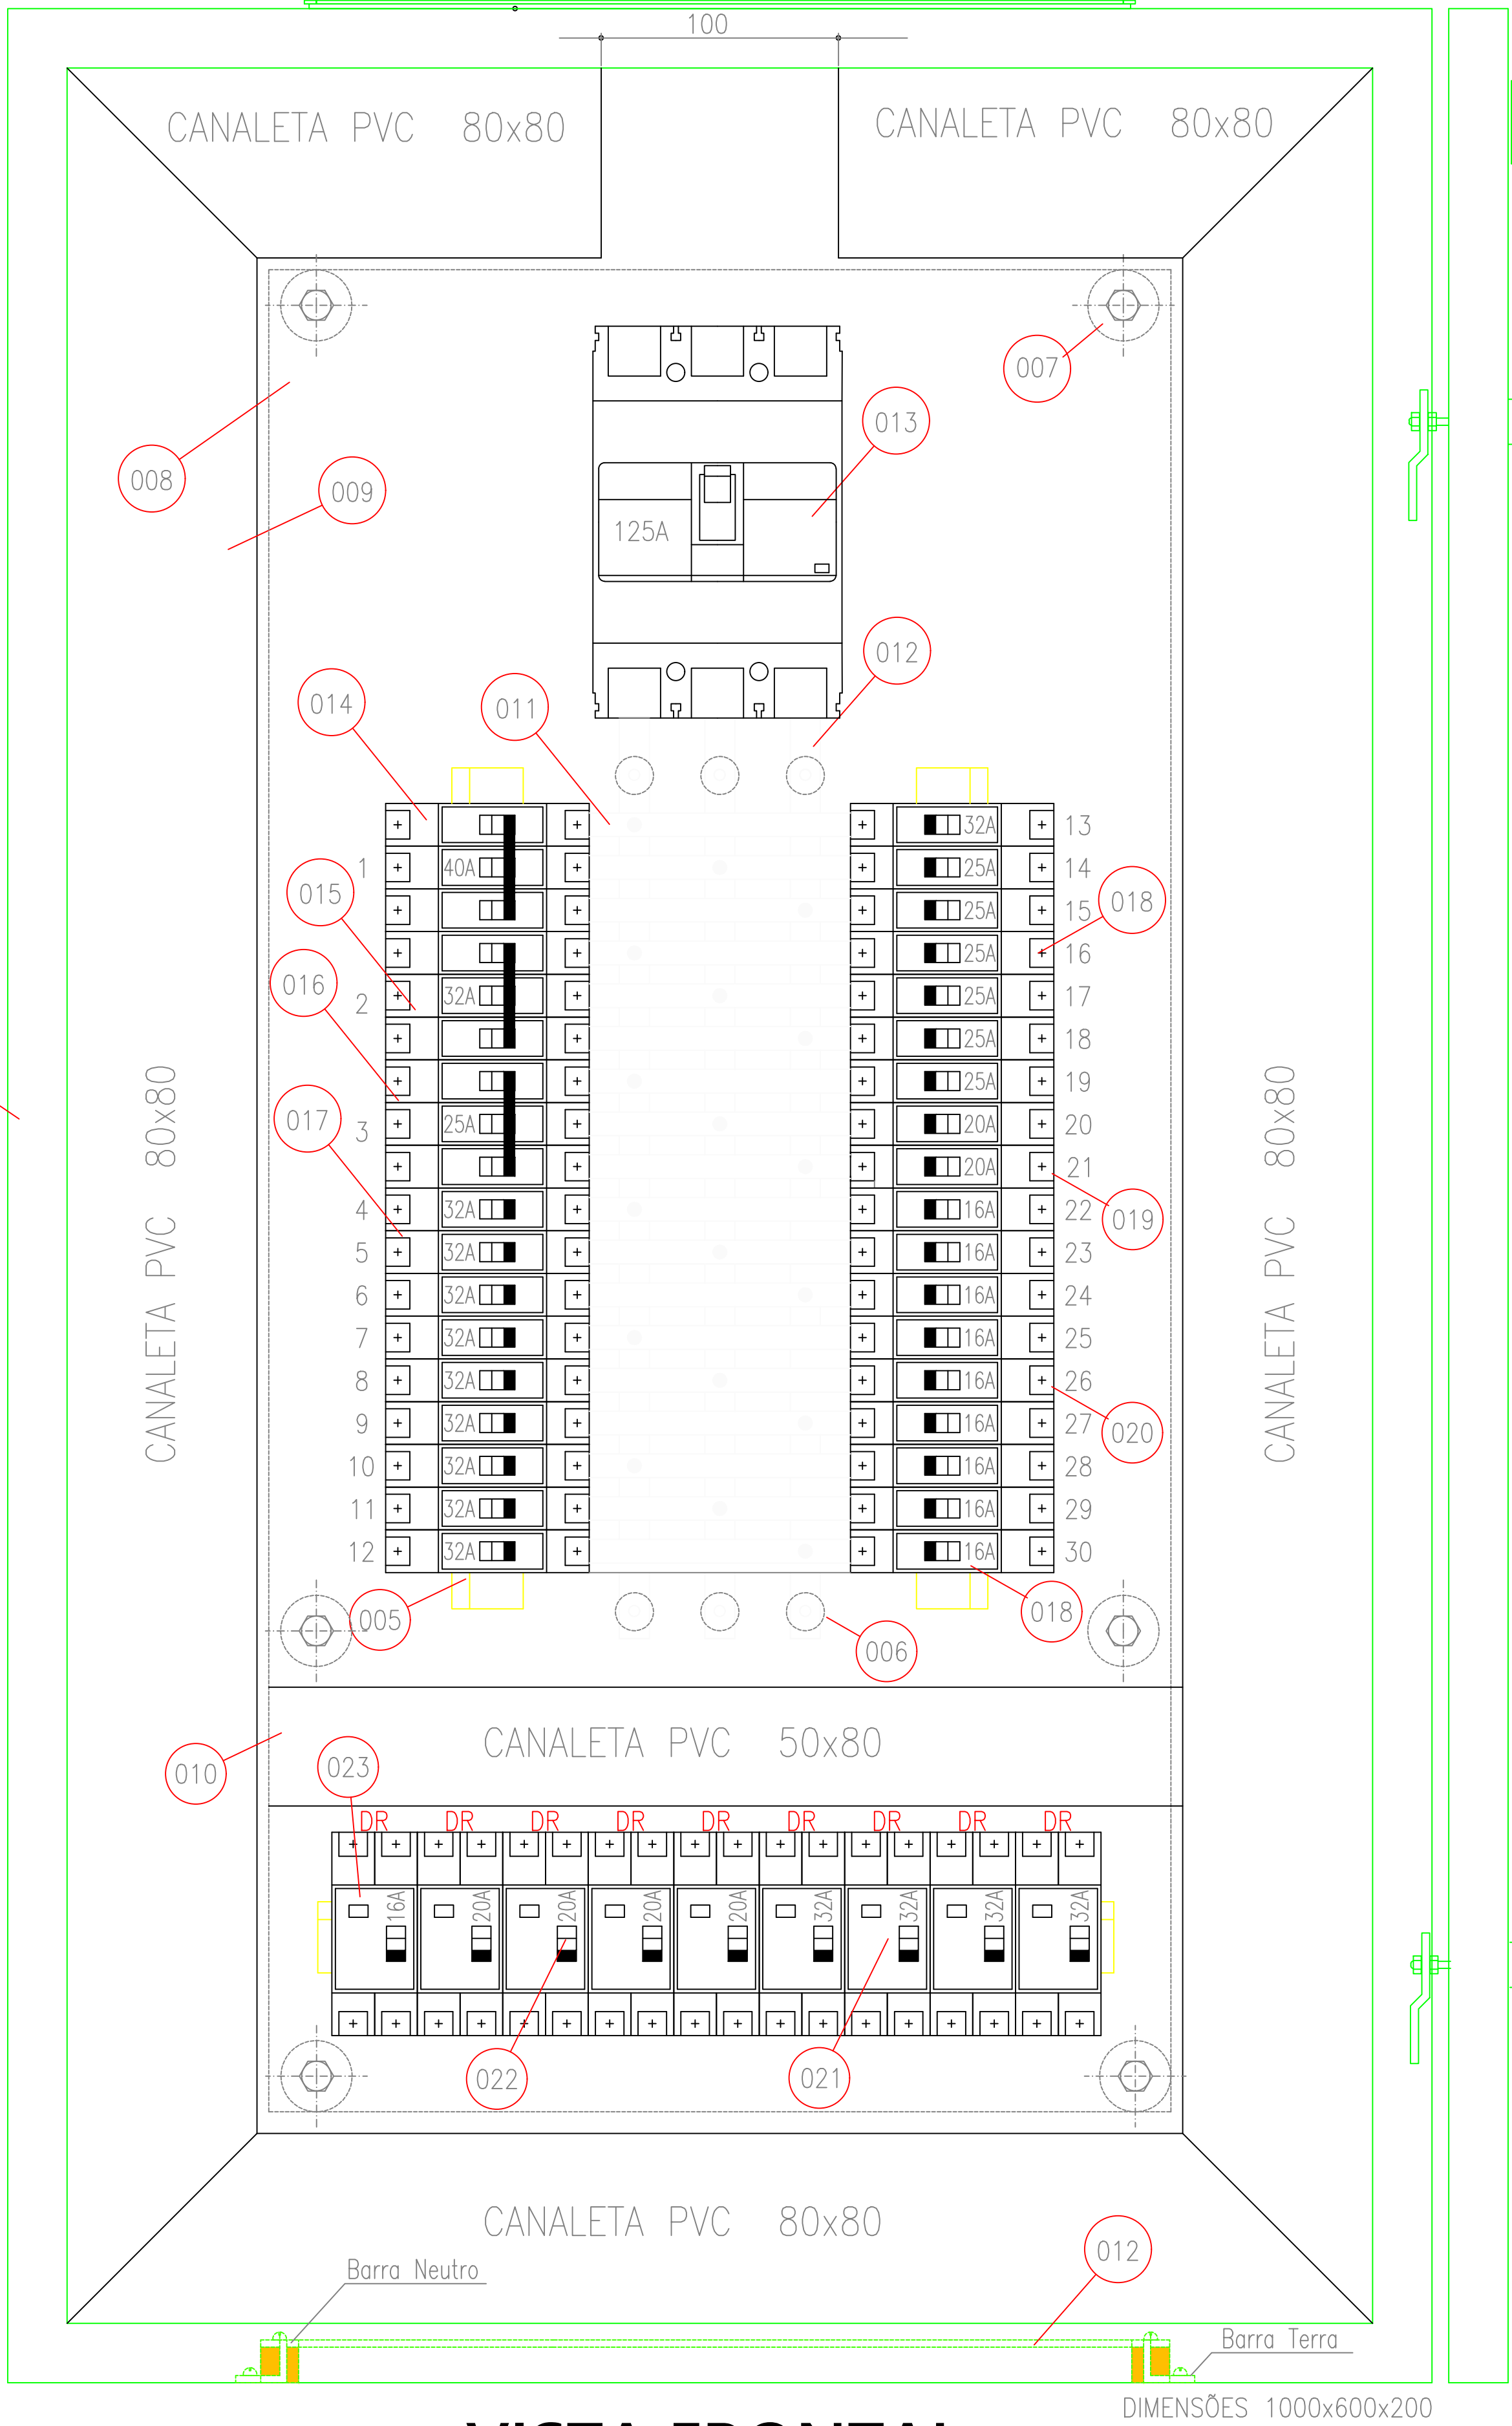 100
CANALETA PVC 80x80
CANALETA PVC 80x80
007
013
008
009
125A
012
014
011
32A 13
1 40A
25A 14
015
25A 15
018
25A 16
016
2 32A
25A 17
25A 18
25A 19
017
3 25A
20A 20
20A 21
4 32A
16A 22
019
5 32A
16A 23
6 32A
16A 24
7 32A
16A 25
8 32A
16A 26
9 32A
16A 27
020
10 32A
16A 28
11 32A
16A 29
12 32A
16A 30
CANALETA PVC 80x80
CANALETA PVC 80x80
005
018
006
CANALETA PVC 50x80
010
023
DR DR DR DR DR DR DR DR DR
16A 20A 20A 20A 20A 32A 32A 32A 32A
022
021
CANALETA PVC 80x80
012
Barra Neutro
Barra Terra
DIMENSÕES 1000x600x200
VISTA FRONTAL